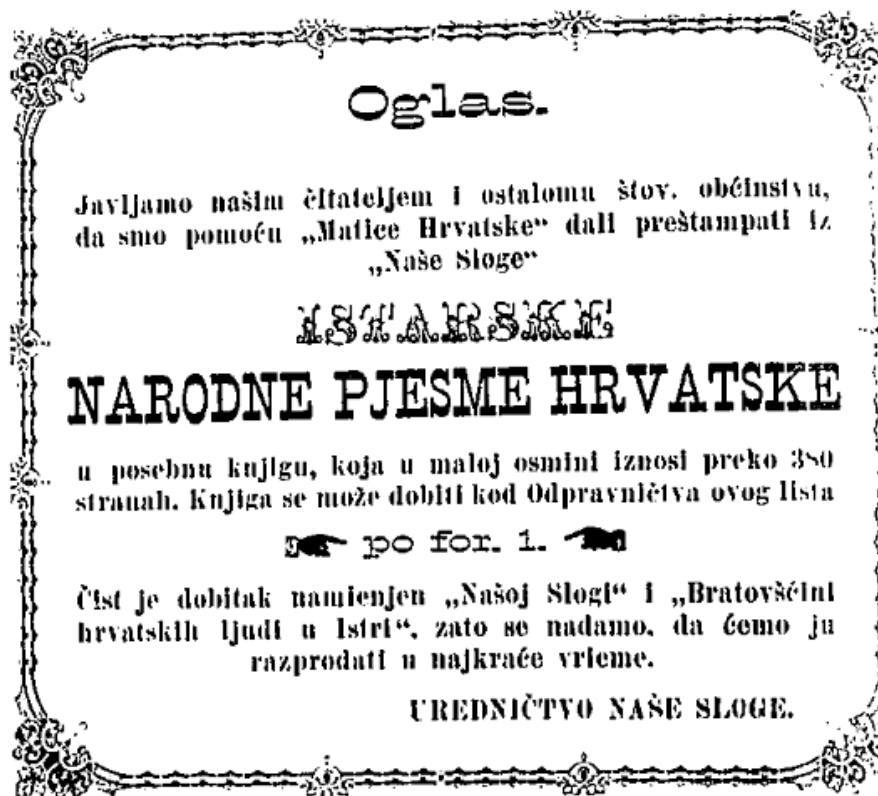 Oglas.
Javljamo našim čitateljem i ostalomu štov. občinstvu,
da smo pomoću „Matice Hrvatske“ dali preštampati iz
„Naše Sloge“
ISTARSKE
NARODNE PJESME HRVATSKE
u posebnu knjigu, koja u maloj osmini iznosi preko 380
stranah. Knjiga se može dobiti kod Odpravničtva ovog lista
po for. 1.
Čist je dobitak namienjen „Našoj Slogi“ i „Bratovšćini
hrvatskih ljudi u Istri“, zato se nadamo, da ćemo ju
razprodati u najkraće vrieme.
UREDNIČTVO NAŠE SLOGE.